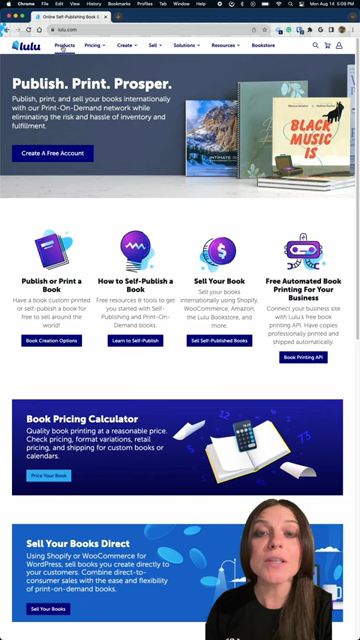 Chrome File Edit View History Bookmarks Profiles Tab Window Help Mon Aug 14 5:09 PM
Online Self-Publishing Book &
lulu.com
lulu Products Pricing Create Sell Solutions Resources Bookstore
Publish. Print. Prosper.
Publish, print, and sell your books internationally
with our Print-On-Demand network while
eliminating the risk and hassle of inventory and
fulfillment.
Create A Free Account
INTIMATE
BLACK
MUSIC
IS
Publish or Print a
Book
Have a book custom printed
or self-publish a book for
free to sell around the
world!
Book Creation Options
How to Self-Publish a
Book
Free resources & tools to get
you started with Self-
Publishing and Print-On-
Demand books.
Learn to Self-Publish
Sell Your Book
Sell your books
internationally using Shopify,
WooCommerce, Amazon,
the Lulu Bookstore, and
more.
Sell Self-Published Books
Free Automated Book
Printing For Your
Business
Connect your business site
with Lulu's free book
printing API. Have copies
professionally printed and
shipped automatically.
Book Printing API
Book Pricing Calculator
Quality book printing at a reasonable price.
Check pricing, format variations, retail
pricing, and shipping for custom books or
calendars.
Price Your Book
Sell Your Books Direct
Using Shopify or WooCommerce for
WordPress, sell books you create directly to
your customers. Combine direct-to-
consumer sales with the ease and flexibility
of print-on-demand books.
Sell Your Books